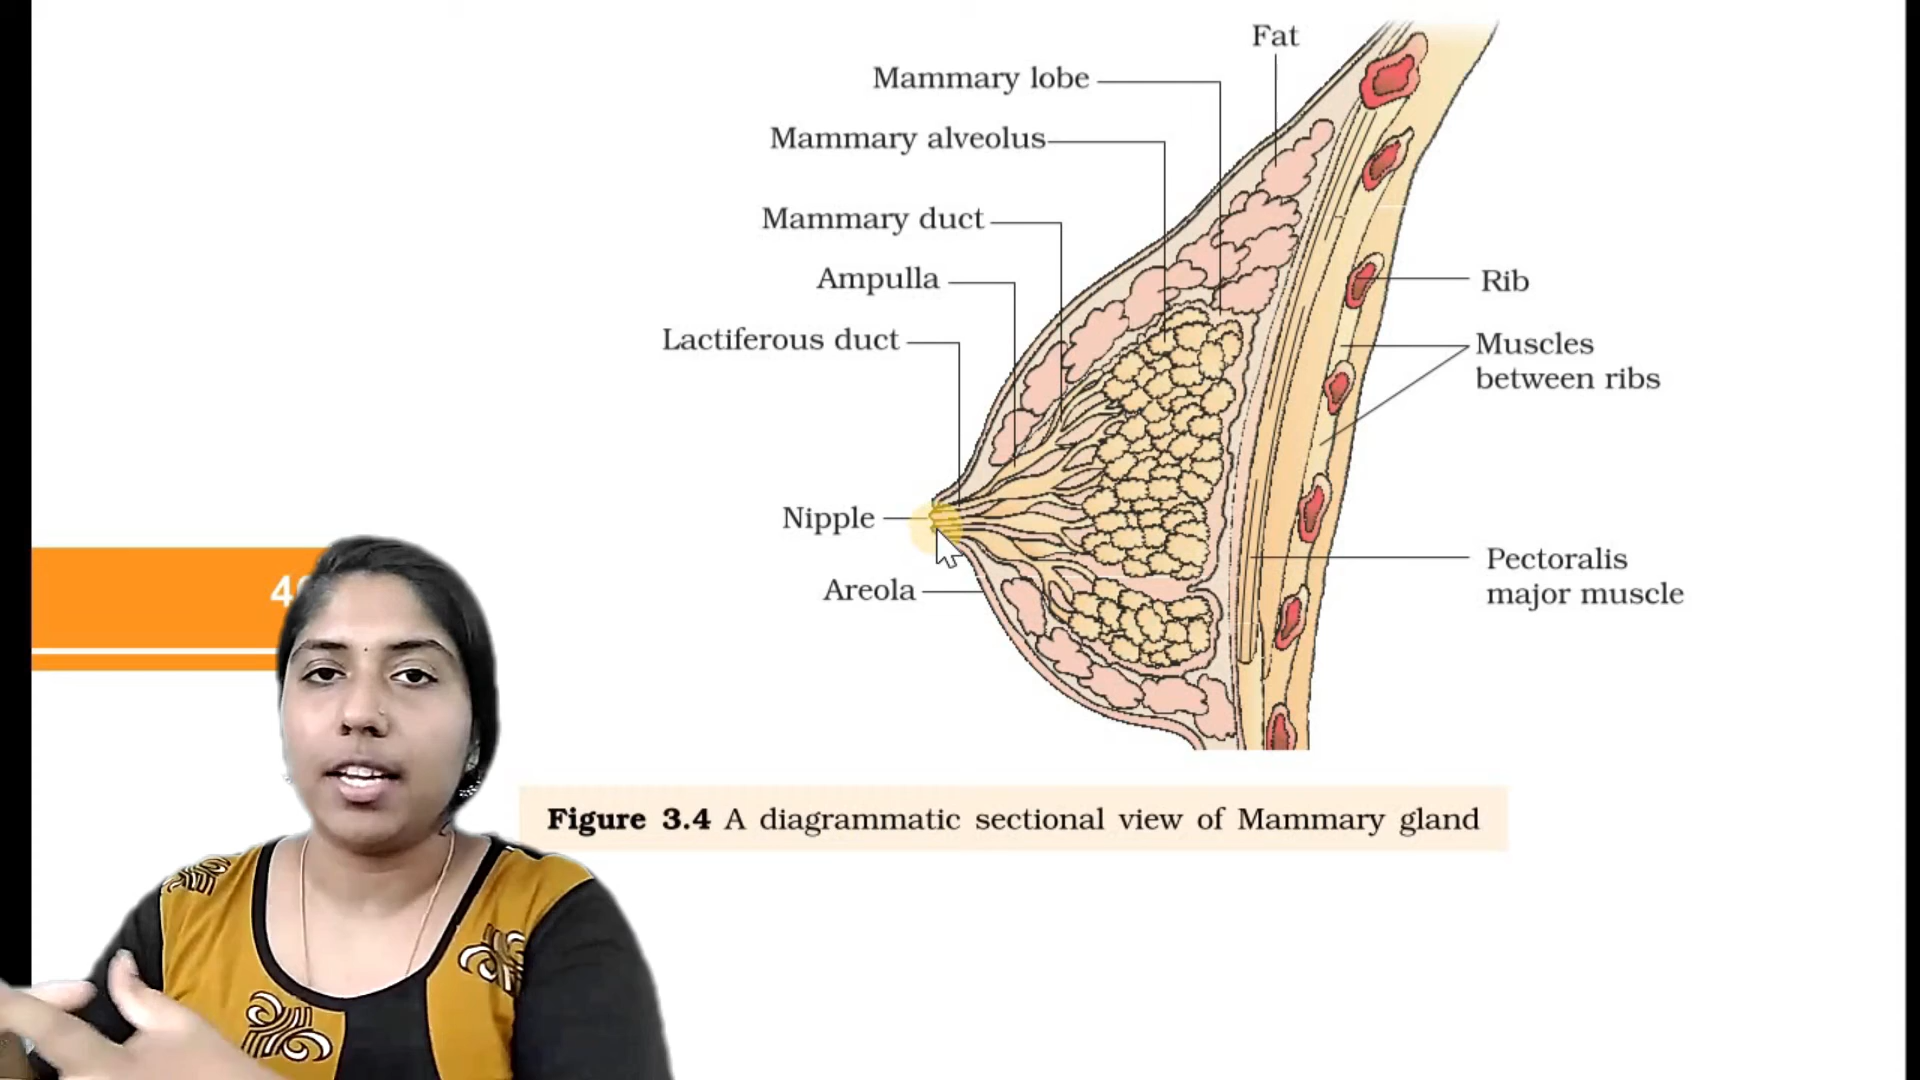 Fat
Mammary lobe
Mammary alveolus
Mammary duct
Ampulla
Lactiferous duct
Rib
Muscles
between ribs
Nipple
Areola
Pectoralis
major muscle
Figure 3.4 A diagrammatic sectional view of Mammary gland